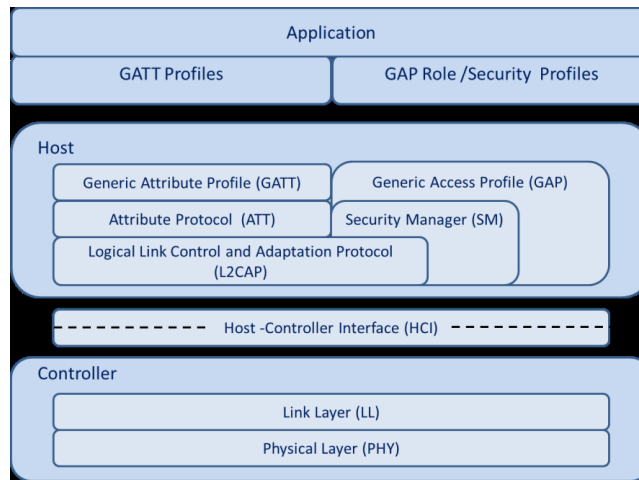 Application
GATT Profiles
GAP Role /Security Profiles
Host
Generic Attribute Profile (GATT)
Generic Access Profile (GAP)
Attribute Protocol (ATT)
Security Manager (SM)
Logical Link Control and Adaptation Protocol
(L2CAP)
Host -Controller Interface (HCI)
Controller
Link Layer (LL)
Physical Layer (PHY)